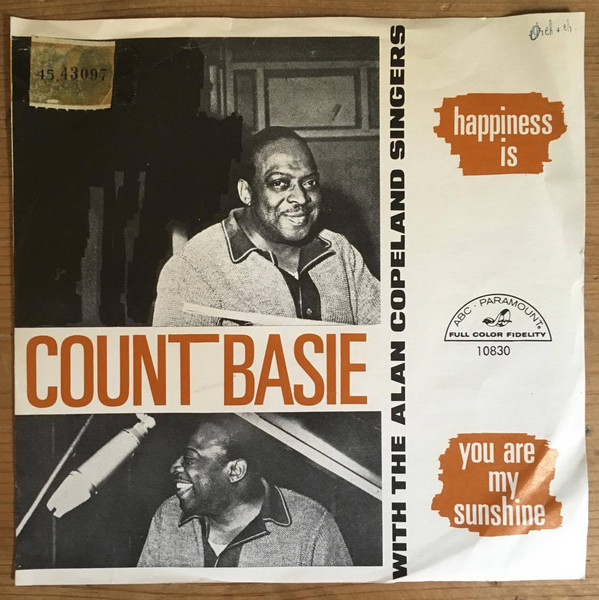 45 43097
happiness
is
WITH THE ALAN COPELAND SINGERS
ABC-PARAMOUNT
FULL COLOR FIDELITY
10830
COUNT BASIE
you are
my
sunshine